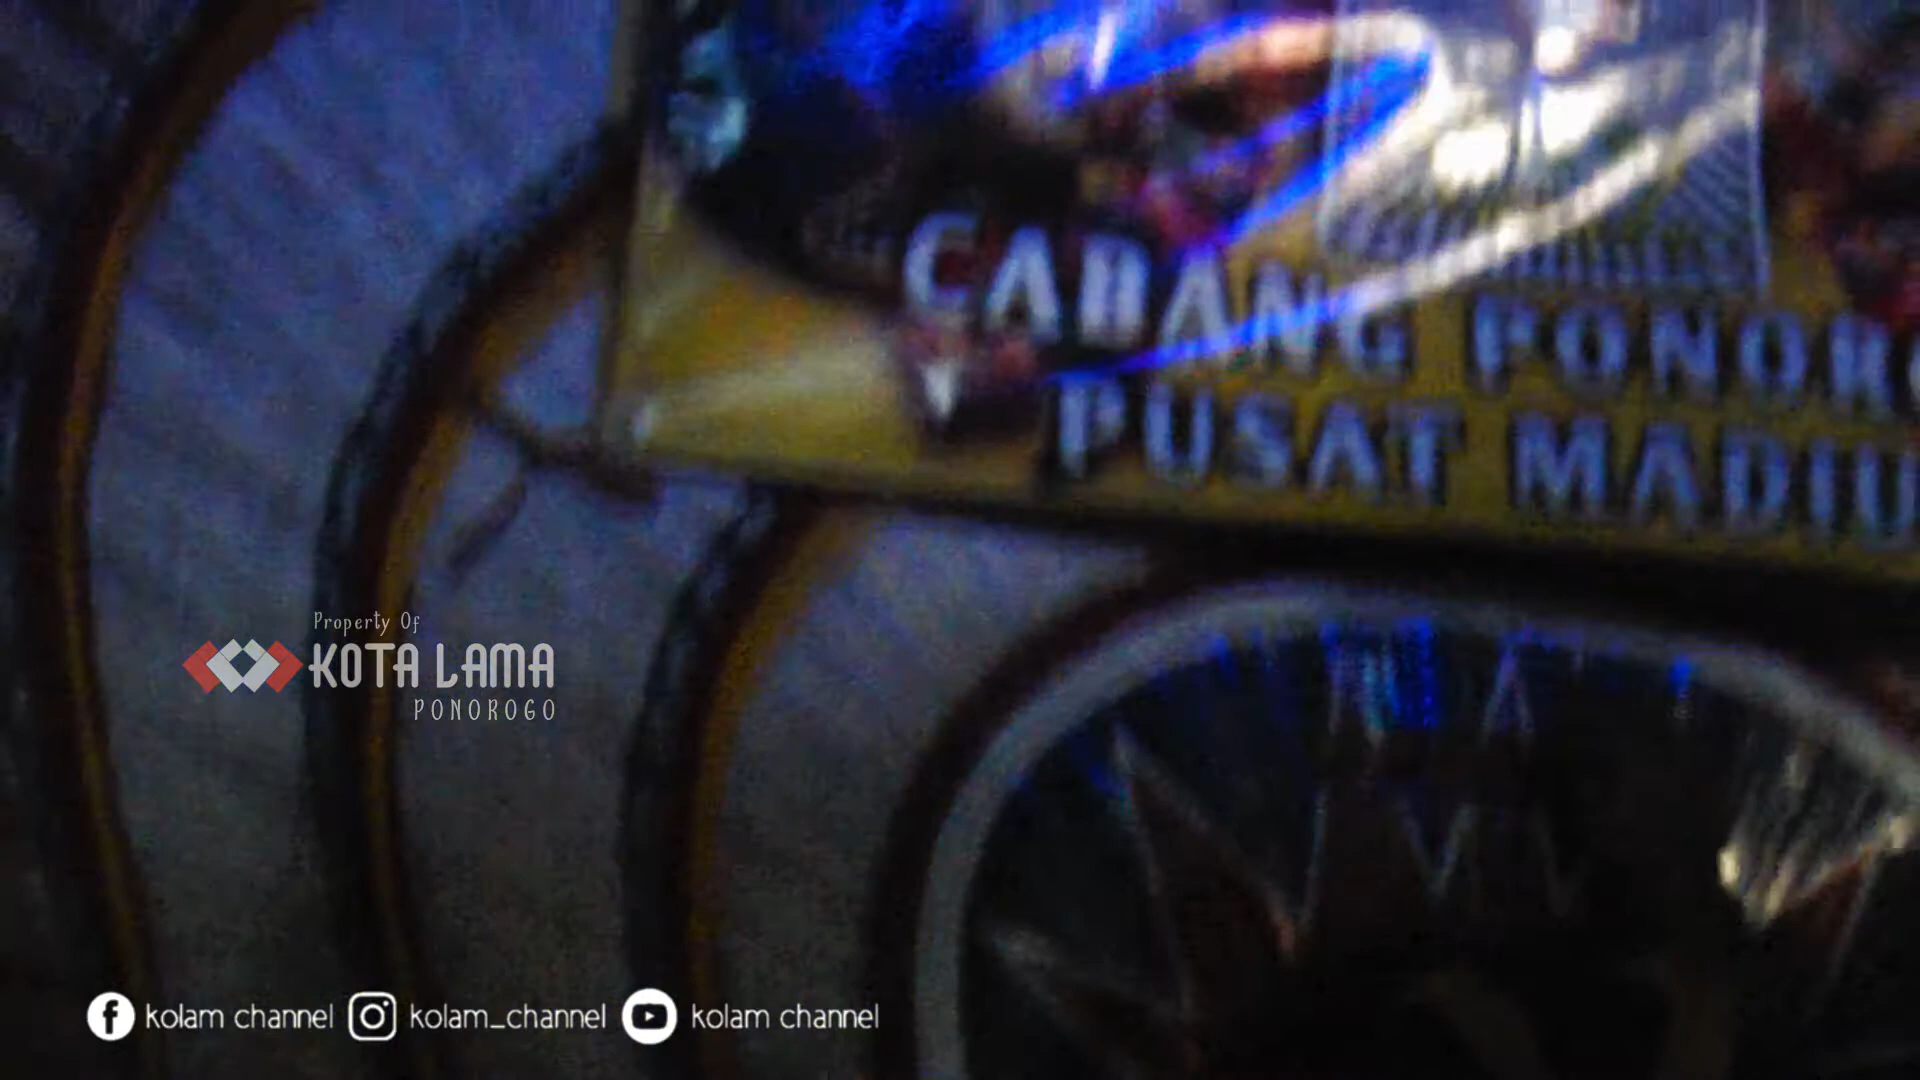 CABANG PONORO
PUSAT MADIU
Property Of
KOTA LAMA
PONOROGO
kolam channel
kolam_channel
kolam channel